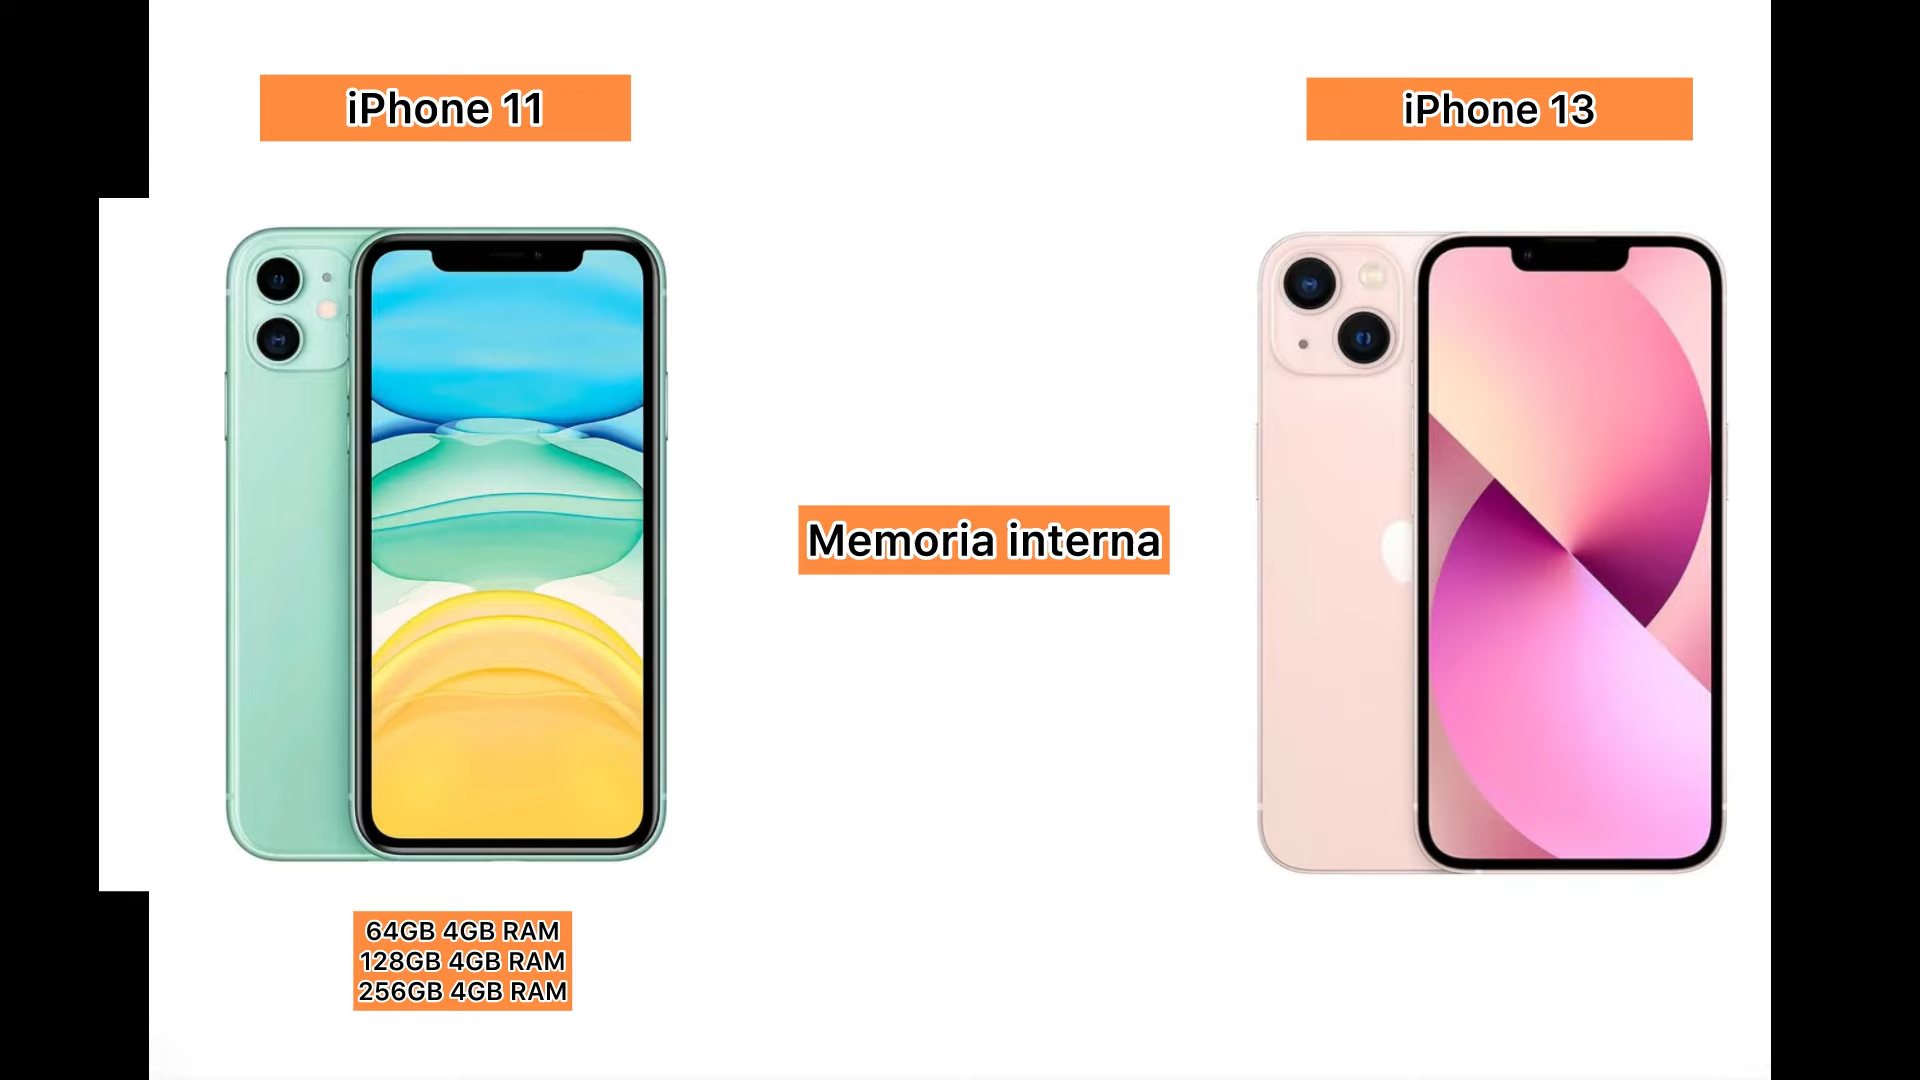 iPhone 11
iPhone 13
Memoria interna
64GB 4GB RAM
128GB 4GB RAM
256GB 4GB RAM